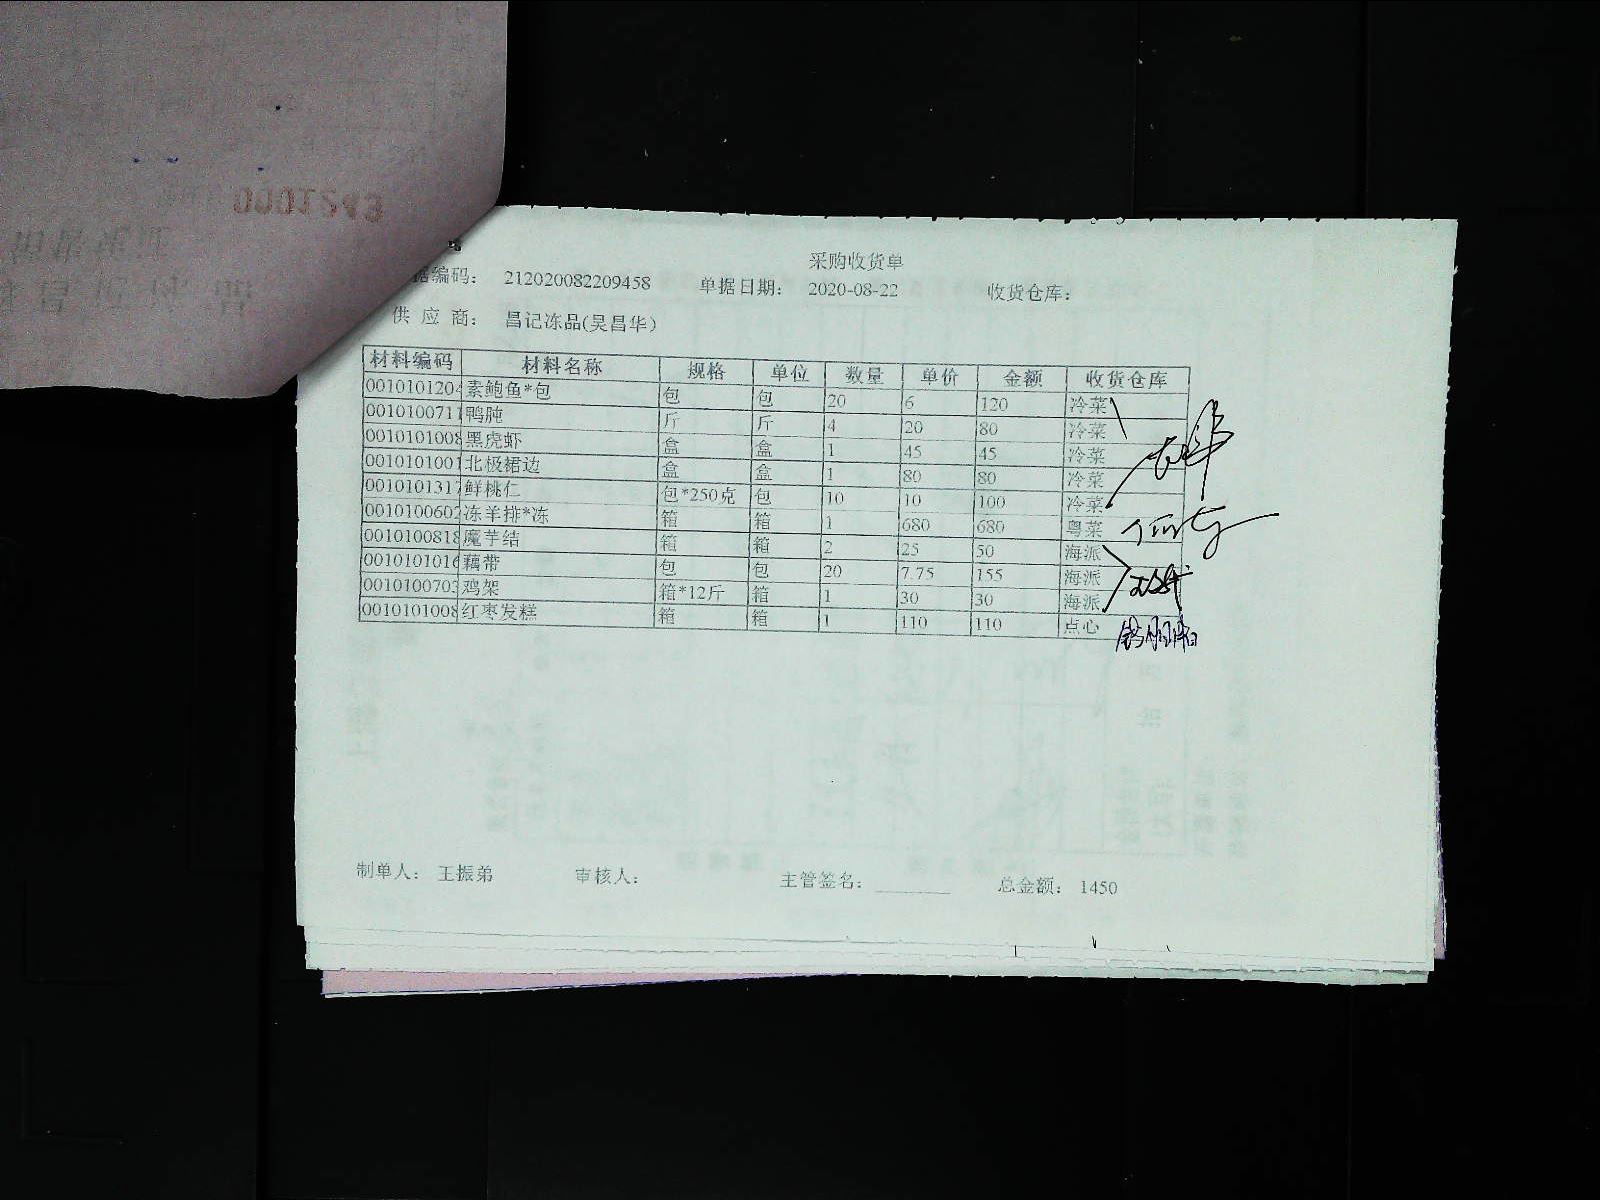 0001843
采购收货单
据编码: 212020082209458 单据日期: 2020-08-22 收货仓库:
供 应 商: 昌记冻品(吴昌华)
材料编码 材料名称 规格 单位 数量 单价 金额 收货仓库
0010101204 素鲍鱼*包 包 包 20 6 120 冷菜
0010100711 鸭肫 斤 斤 4 20 80 冷菜
0010101008 黑虎虾 盒 盒 1 45 45 冷菜
0010101001 北极裙边 盒 盒 1 80 80 冷菜
0010101317 鲜桃仁 包*250克 包 10 10 100 冷菜
0010100602 冻羊排*冻 箱 箱 1 680 680 粤菜
0010100818 魔芋结 箱 箱 2 25 50 海派
0010101016 藕带 包 包 20 7.75 155 海派
0010100703 鸡架 箱*12斤 箱 1 30 30 海派
0010101008 红枣发糕 箱 箱 1 110 110 点心
制单人: 王振弟 审核人: 主管签名: 总金额: 1450